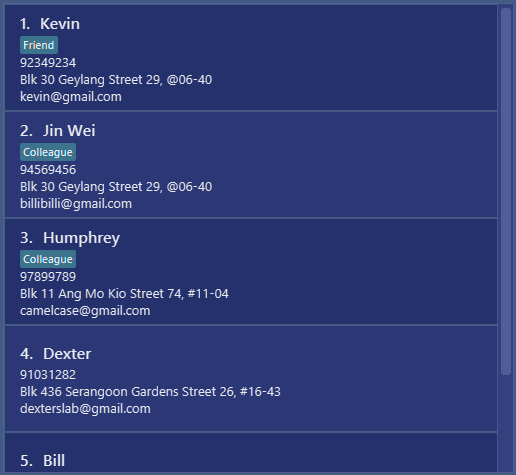 1. Kevin
Friend
92349234
Blk 30 Geylang Street 29, @06-40
kevin@gmail.com
2. Jin Wei
Colleague
94569456
Blk 30 Geylang Street 29, @06-40
billibilli@gmail.com
3. Humphrey
Colleague
97899789
Blk 11 Ang Mo Kio Street 74, #11-04
camelcase@gmail.com
4. Dexter
91031282
Blk 436 Serangoon Gardens Street 26, #16-43
dexterslab@gmail.com
5. Bill